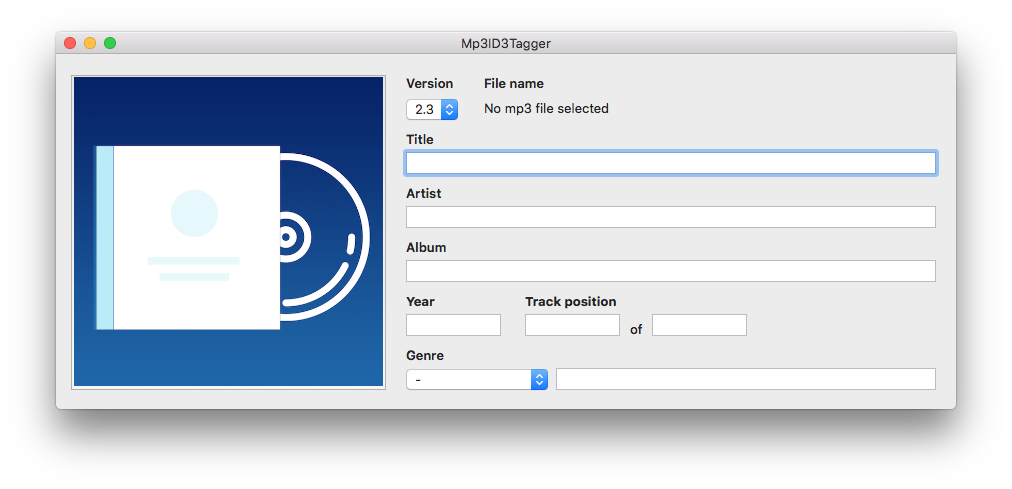 Mp3ID3Tagger
Version File name
2.3 No mp3 file selected
Title
Artist
Album
Year Track position
of
Genre
-